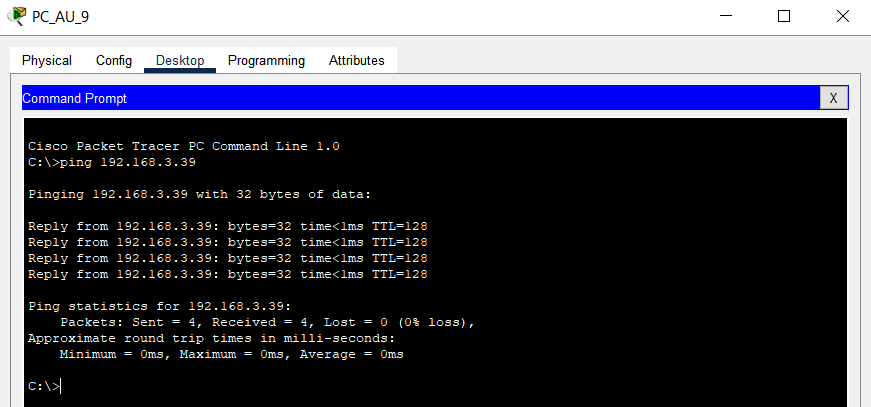 PC_AU_9
Physical Config Desktop Programming Attributes
Command Prompt
X
Cisco Packet Tracer PC Command Line 1.0
C:\>ping 192.168.3.39
Pinging 192.168.3.39 with 32 bytes of data:
Reply from 192.168.3.39: bytes=32 time<1ms TTL=128
Reply from 192.168.3.39: bytes=32 time<1ms TTL=128
Reply from 192.168.3.39: bytes=32 time<1ms TTL=128
Reply from 192.168.3.39: bytes=32 time<1ms TTL=128
Ping statistics for 192.168.3.39:
Packets: Sent = 4, Received = 4, Lost = 0 (0% loss),
Approximate round trip times in milli-seconds:
Minimum = 0ms, Maximum = 0ms, Average = 0ms
C:\>